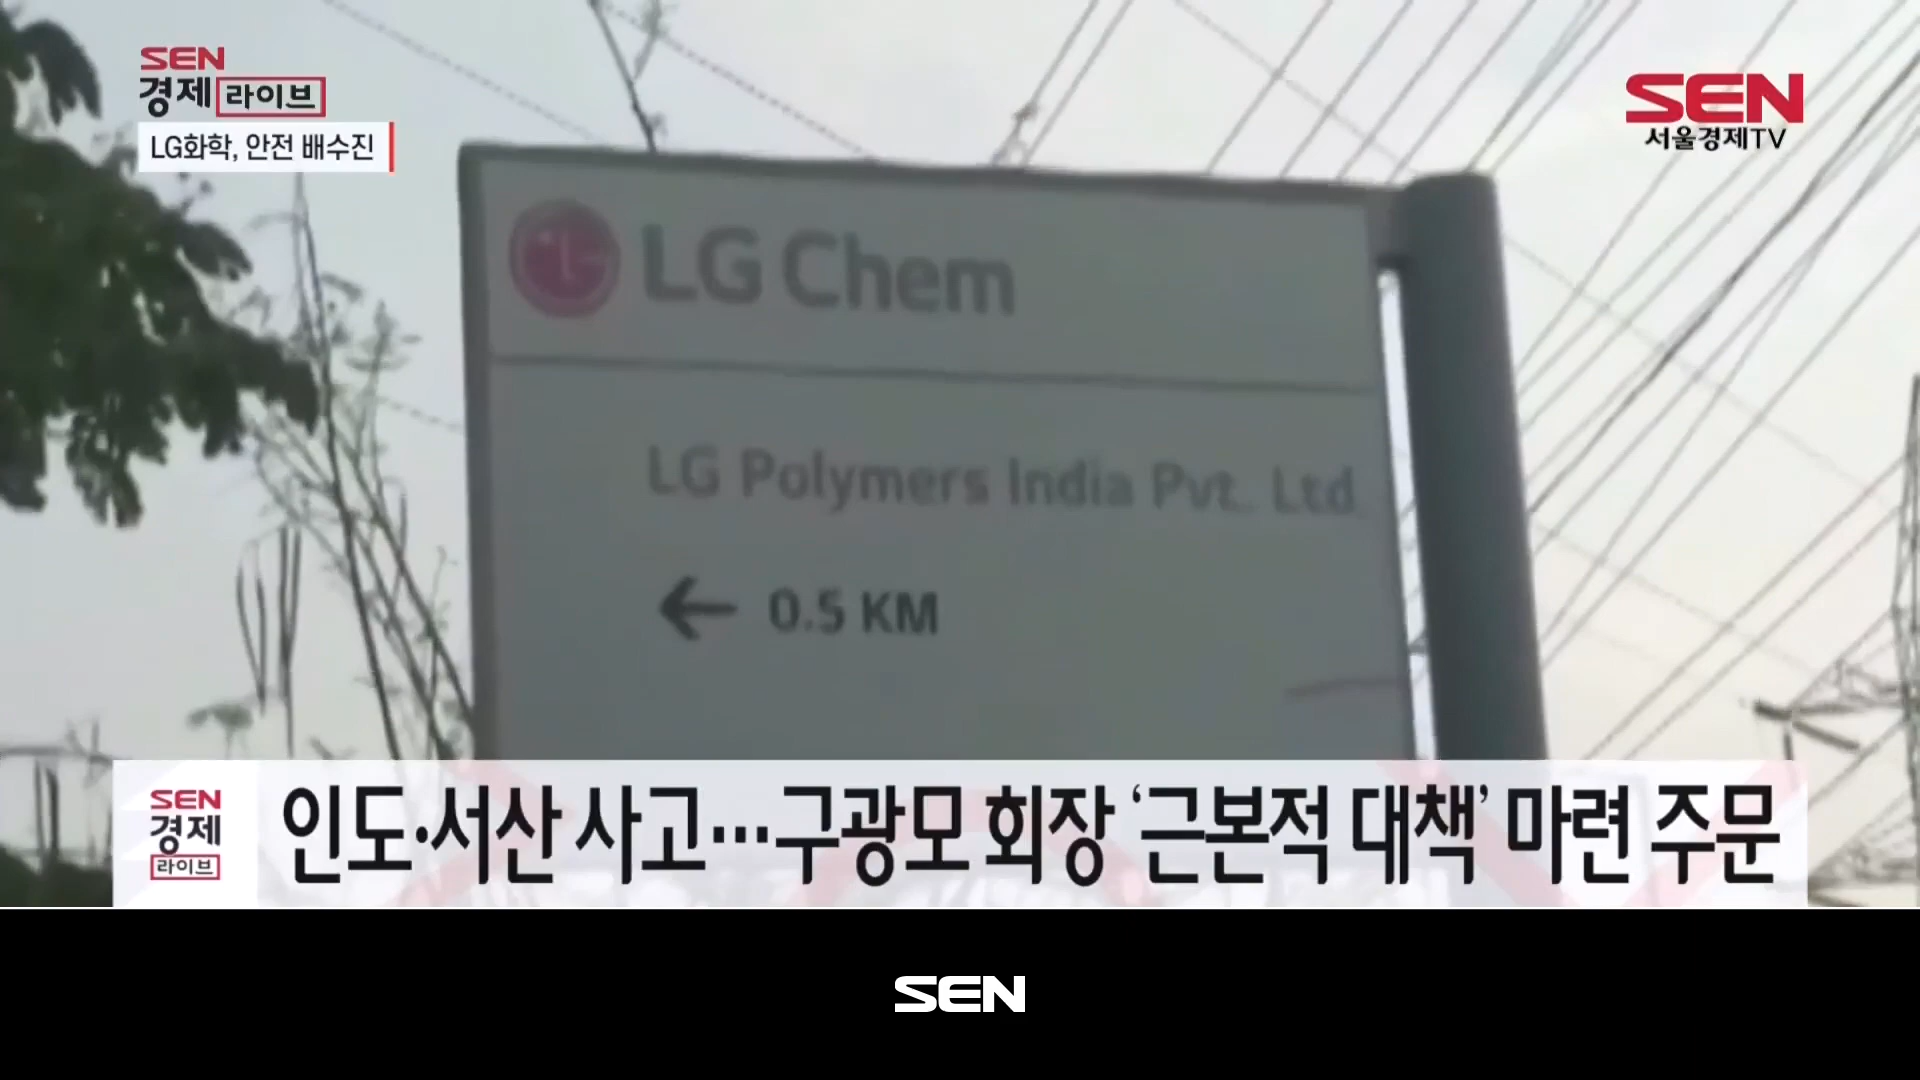 SEN
경제 라이브
LG화학, 안전 배수진
SEN
서울경제TV
LG Chem
LG Polymers India Pvt. Ltd
← 0.5 KM
SEN
경제
라이브
인도·서산 사고…구광모 회장 ‘근본적 대책’ 마련 주문
SEN